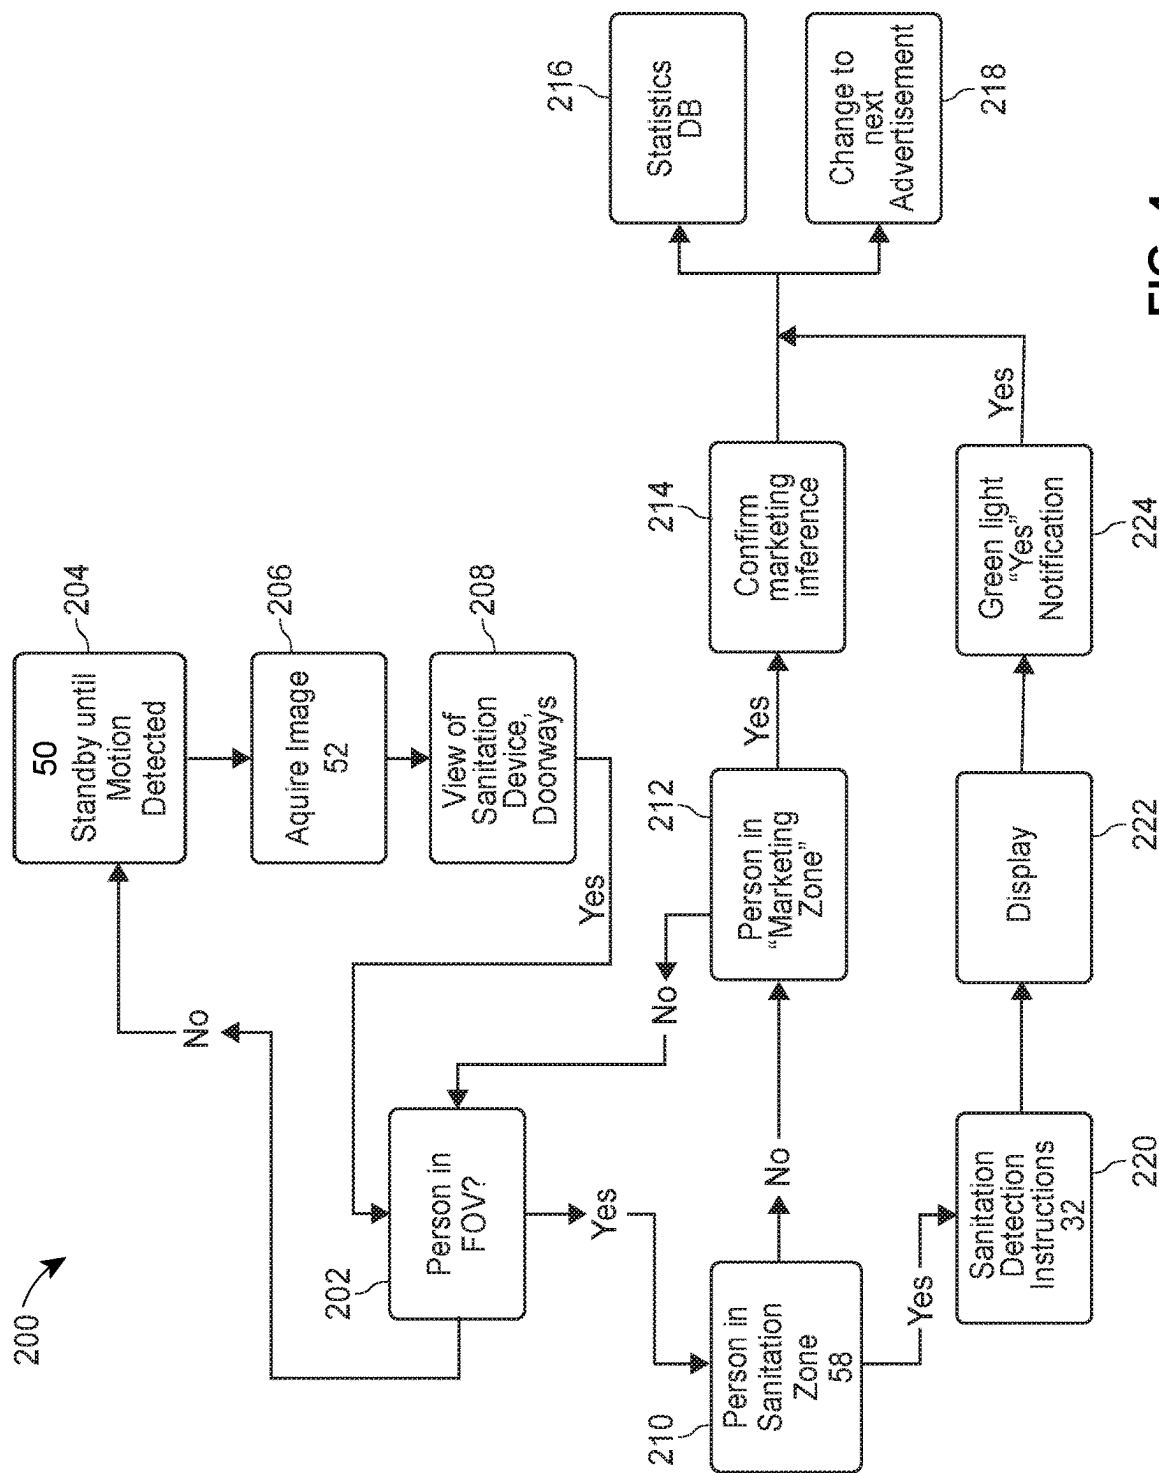 200
204
50
Standby until
Motion
Detected
No
206
Aquire Image
52
208
View of
Sanitation
Device,
Doorways
Yes
202
Person in
FOV?
Yes
No
210
Person in
Sanitation
Zone
58
No
212
Person in
“Marketing
Zone”
Yes
214
Confirm
marketing
inference
216
Statistics
DB
218
Change to
next
Advertisement
Yes
Sanitation
Detection
Instructions
32
220
Display
222
Green light
“Yes”
Notification
224
Yes
FIG.